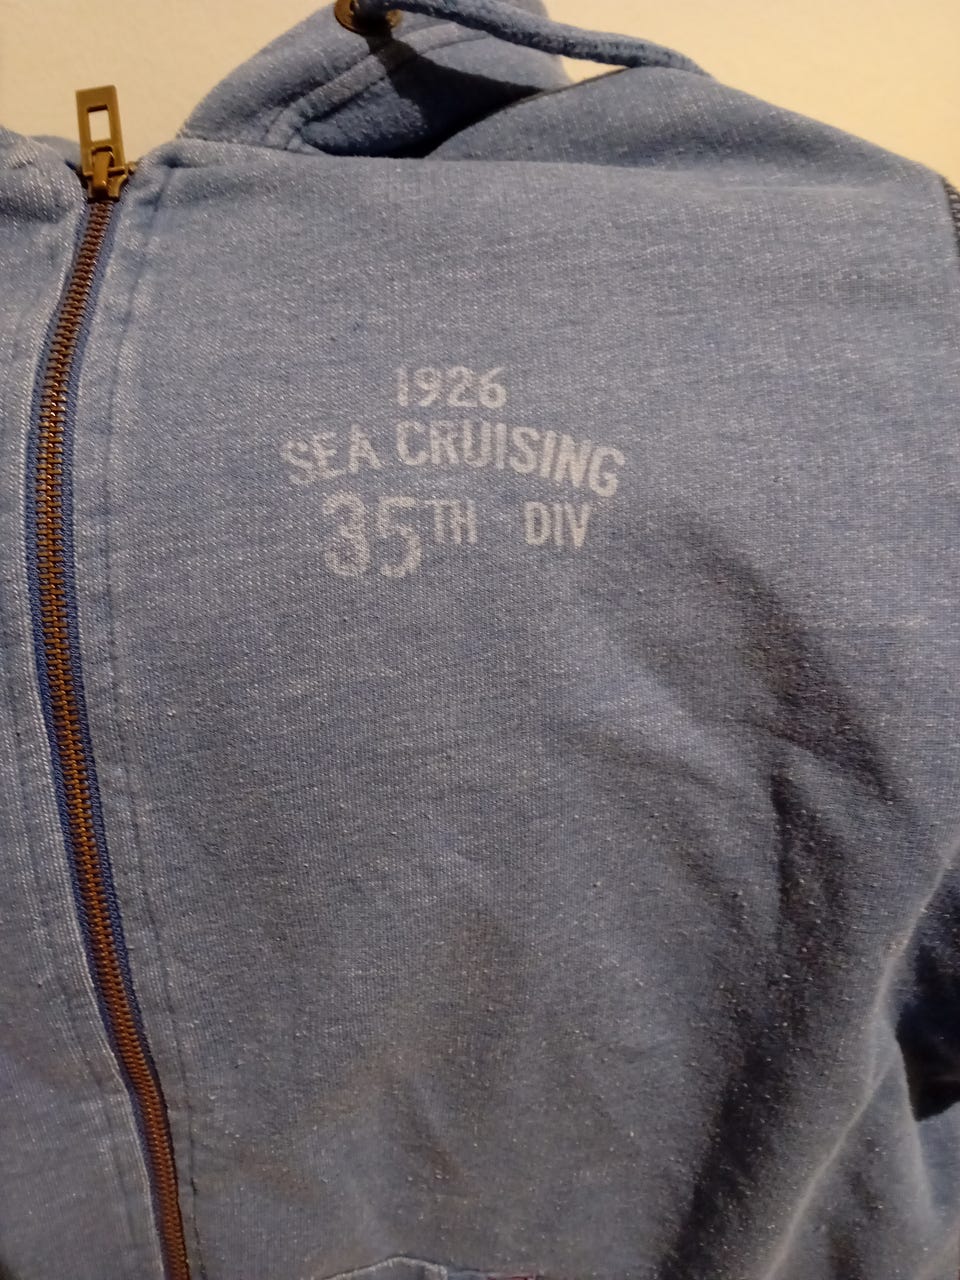 1926
SEA CRUISING
35TH DIV